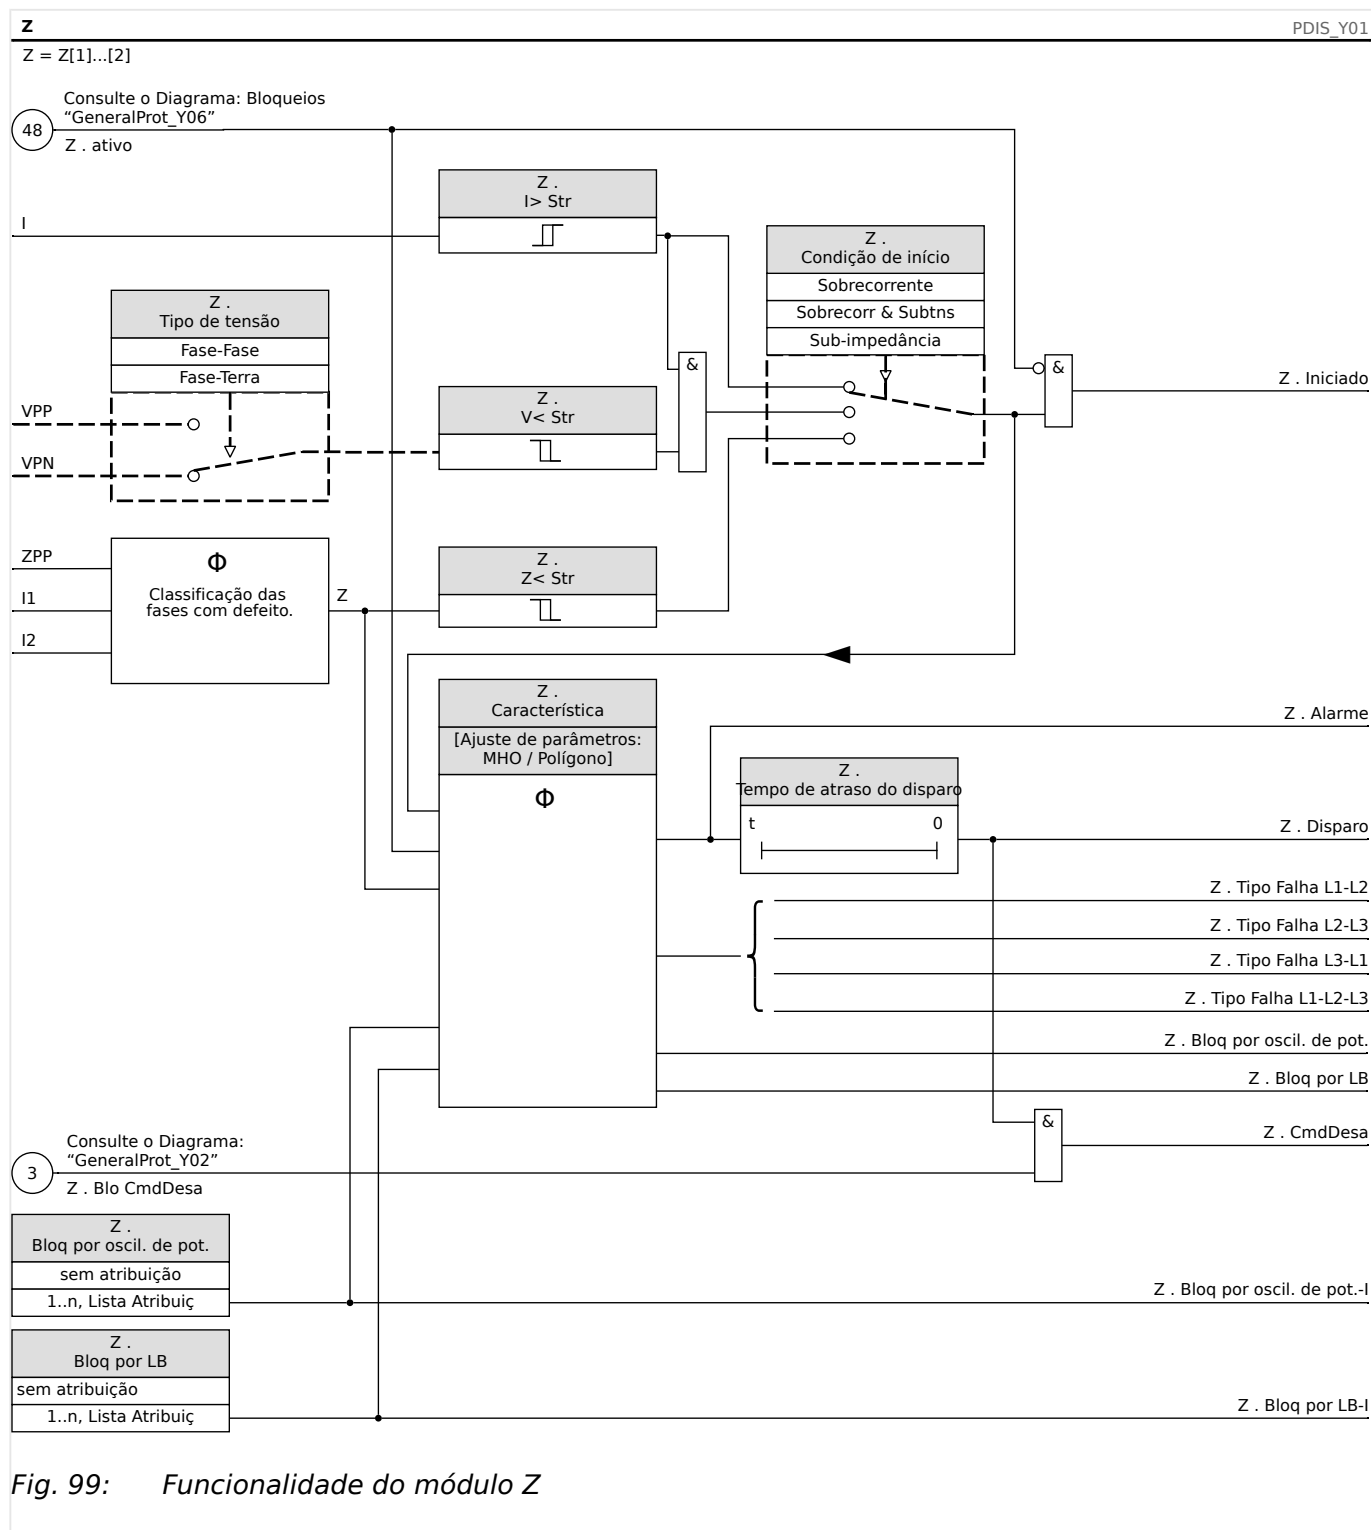 Z
PDIS_Y01
Z = Z[1]...[2]
Consulte o Diagrama: Bloqueios
“GeneralProt_Y06”
48
Z . ativo
I
Z .
I> Str
Z .
Condição de início
Sobrecorrente
Sobrecorr & Subtns
Sub-impedância
Z .
Tipo de tensão
Fase-Fase
Fase-Terra
&
&
Z . Iniciado
VPP
VPN
Z .
V< Str
ZPP
I1
I2
Φ
Classificação das
fases com defeito.
Z
Z .
Z< Str
Z .
Característica
[Ajuste de parâmetros:
MHO / Polígono]
Φ
Z . Alarme
Z .
Tempo de atraso do disparo
t 0
Z . Disparo
Z . Tipo Falha L1-L2
Z . Tipo Falha L2-L3
Z . Tipo Falha L3-L1
Z . Tipo Falha L1-L2-L3
Z . Bloq por oscil. de pot.
Z . Bloq por LB
&
Z . CmdDesa
Consulte o Diagrama:
“GeneralProt_Y02”
3
Z . Blo CmdDesa
Z .
Bloq por oscil. de pot.
sem atribuição
1..n, Lista Atribuiç
Z . Bloq por oscil. de pot.-I
Z .
Bloq por LB
sem atribuição
1..n, Lista Atribuiç
Z . Bloq por LB-I
Fig. 99: Funcionalidade do módulo Z